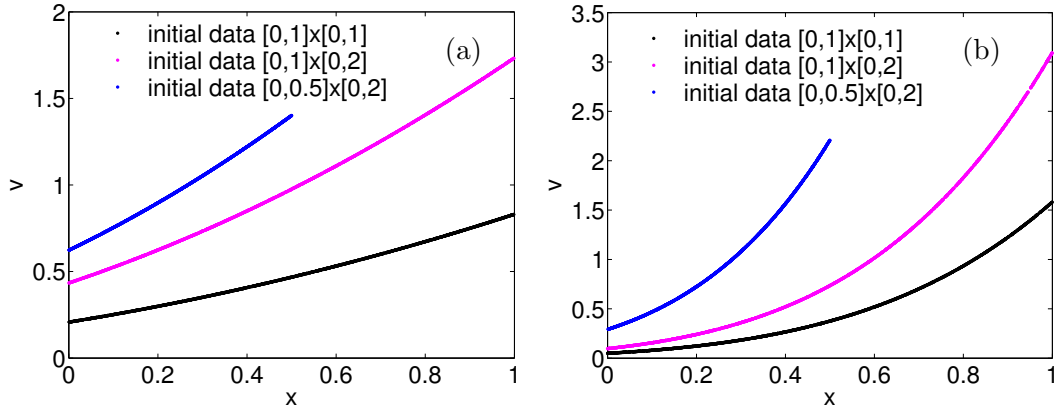 2
1.5
1
0.5
0
v
initial data [0,1]x[0,1]
initial data [0,1]x[0,2]
initial data [0,0.5]x[0,2]
(a)
0 0.2 0.4 0.6 0.8 1
x
3.5
3
2.5
2
1.5
1
0.5
0
v
initial data [0,1]x[0,1]
initial data [0,1]x[0,2]
initial data [0,0.5]x[0,2]
(b)
0 0.2 0.4 0.6 0.8 1
x